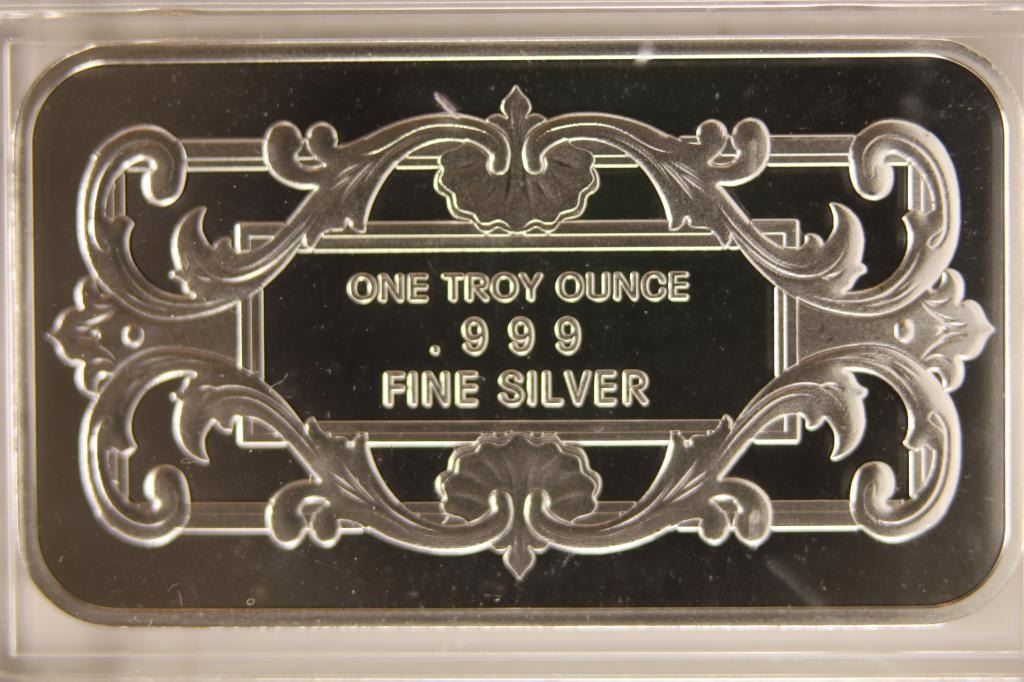 ONE TROY OUNCE
.999
FINE SILVER